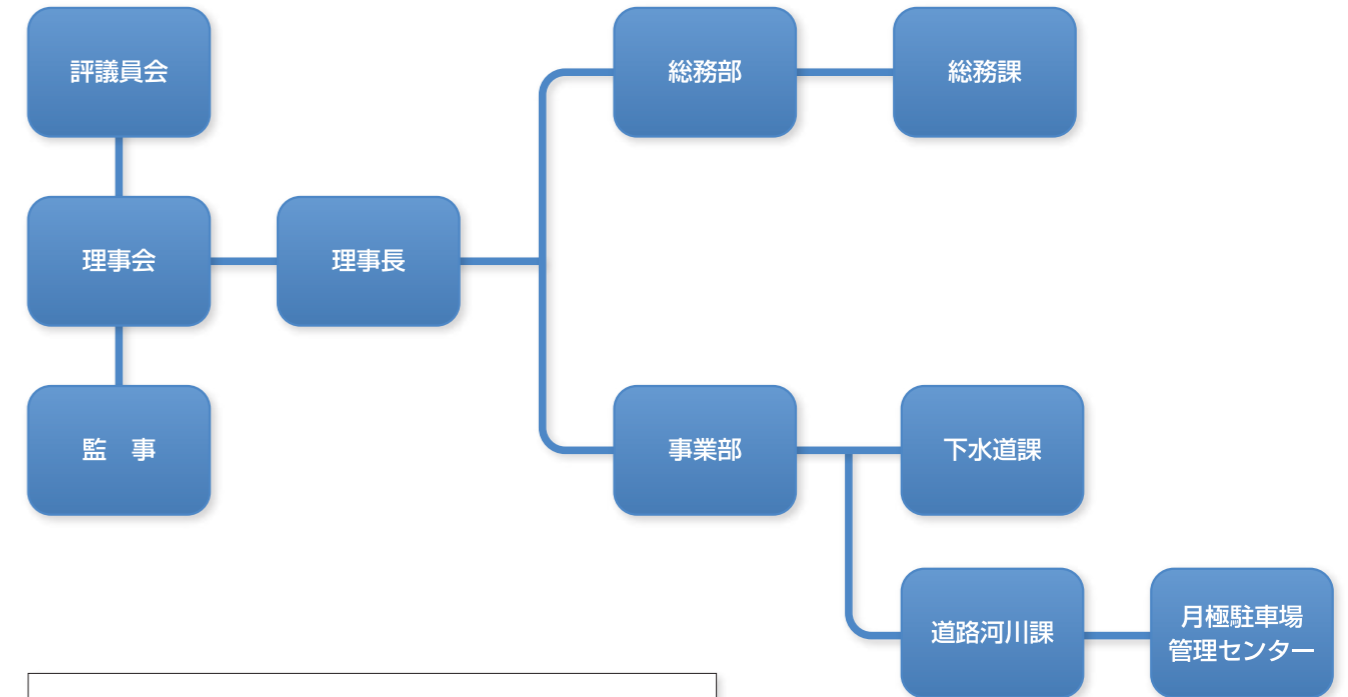 評議員会
総務部
総務課
理事会
理事長
監　事
事業部
下水道課
道路河川課
月極駐車場
管理センター